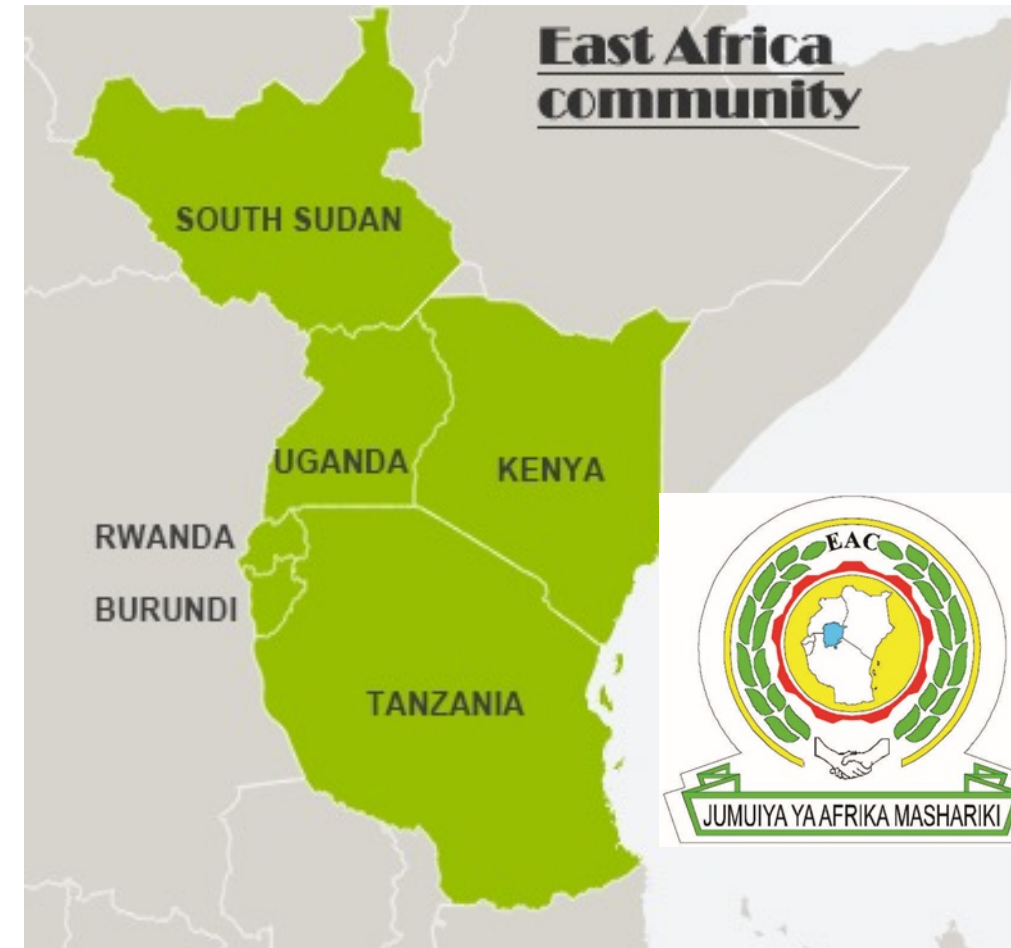 East Africa
community
SOUTH SUDAN
UGANDA
KENYA
RWANDA
BURUNDI
TANZANIA
EAC
JUMUIYA YA AFRIKA MASHARIKI